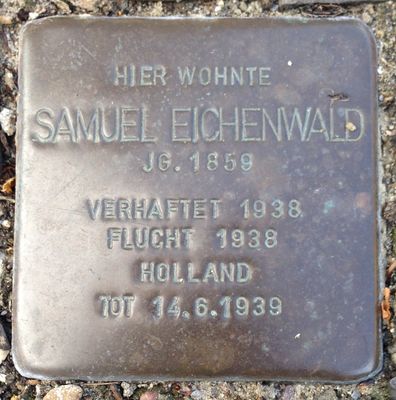 HIER WOHNTE
SAMUEL EICHENWALD
JG. 1859
VERHAFTET 1938
FLUCHT 1938
HOLLAND
TOT 14.6.1939